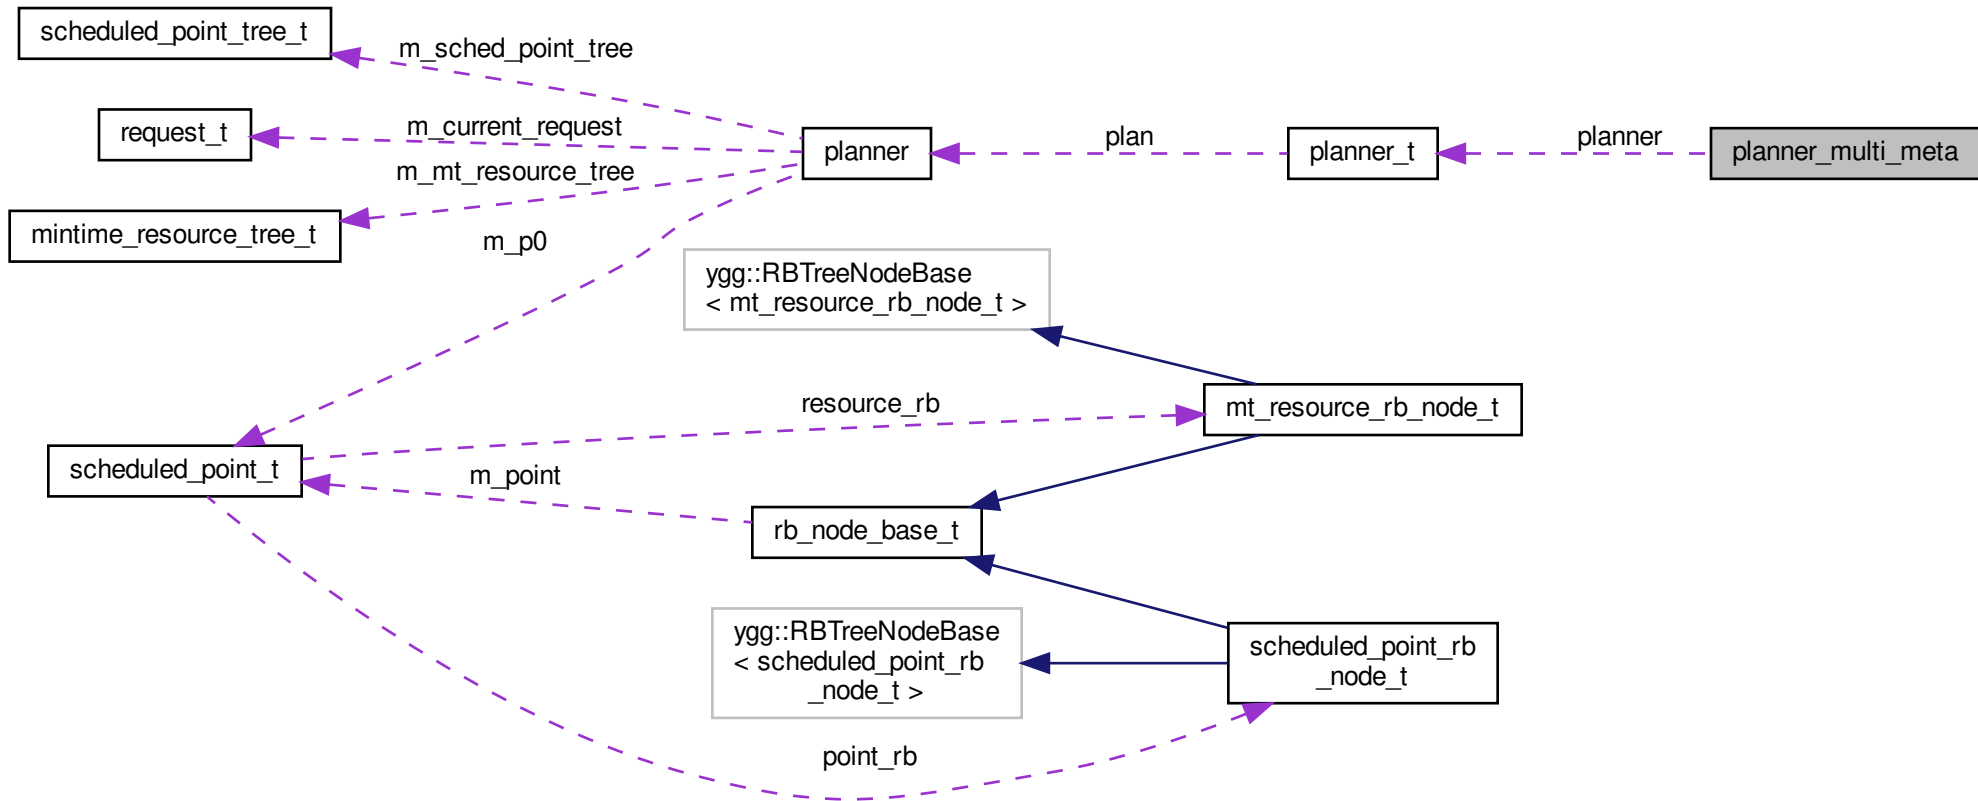 scheduled_point_tree_t
m_sched_point_tree
request_t
m_current_request
planner
plan
planner_t
planner
planner_multi_meta
m_mt_resource_tree
mintime_resource_tree_t
m_p0
ygg::RBTreeNodeBase
< mt_resource_rb_node_t >
resource_rb
mt_resource_rb_node_t
scheduled_point_t
m_point
rb_node_base_t
ygg::RBTreeNodeBase
< scheduled_point_rb
_node_t >
scheduled_point_rb
_node_t
point_rb